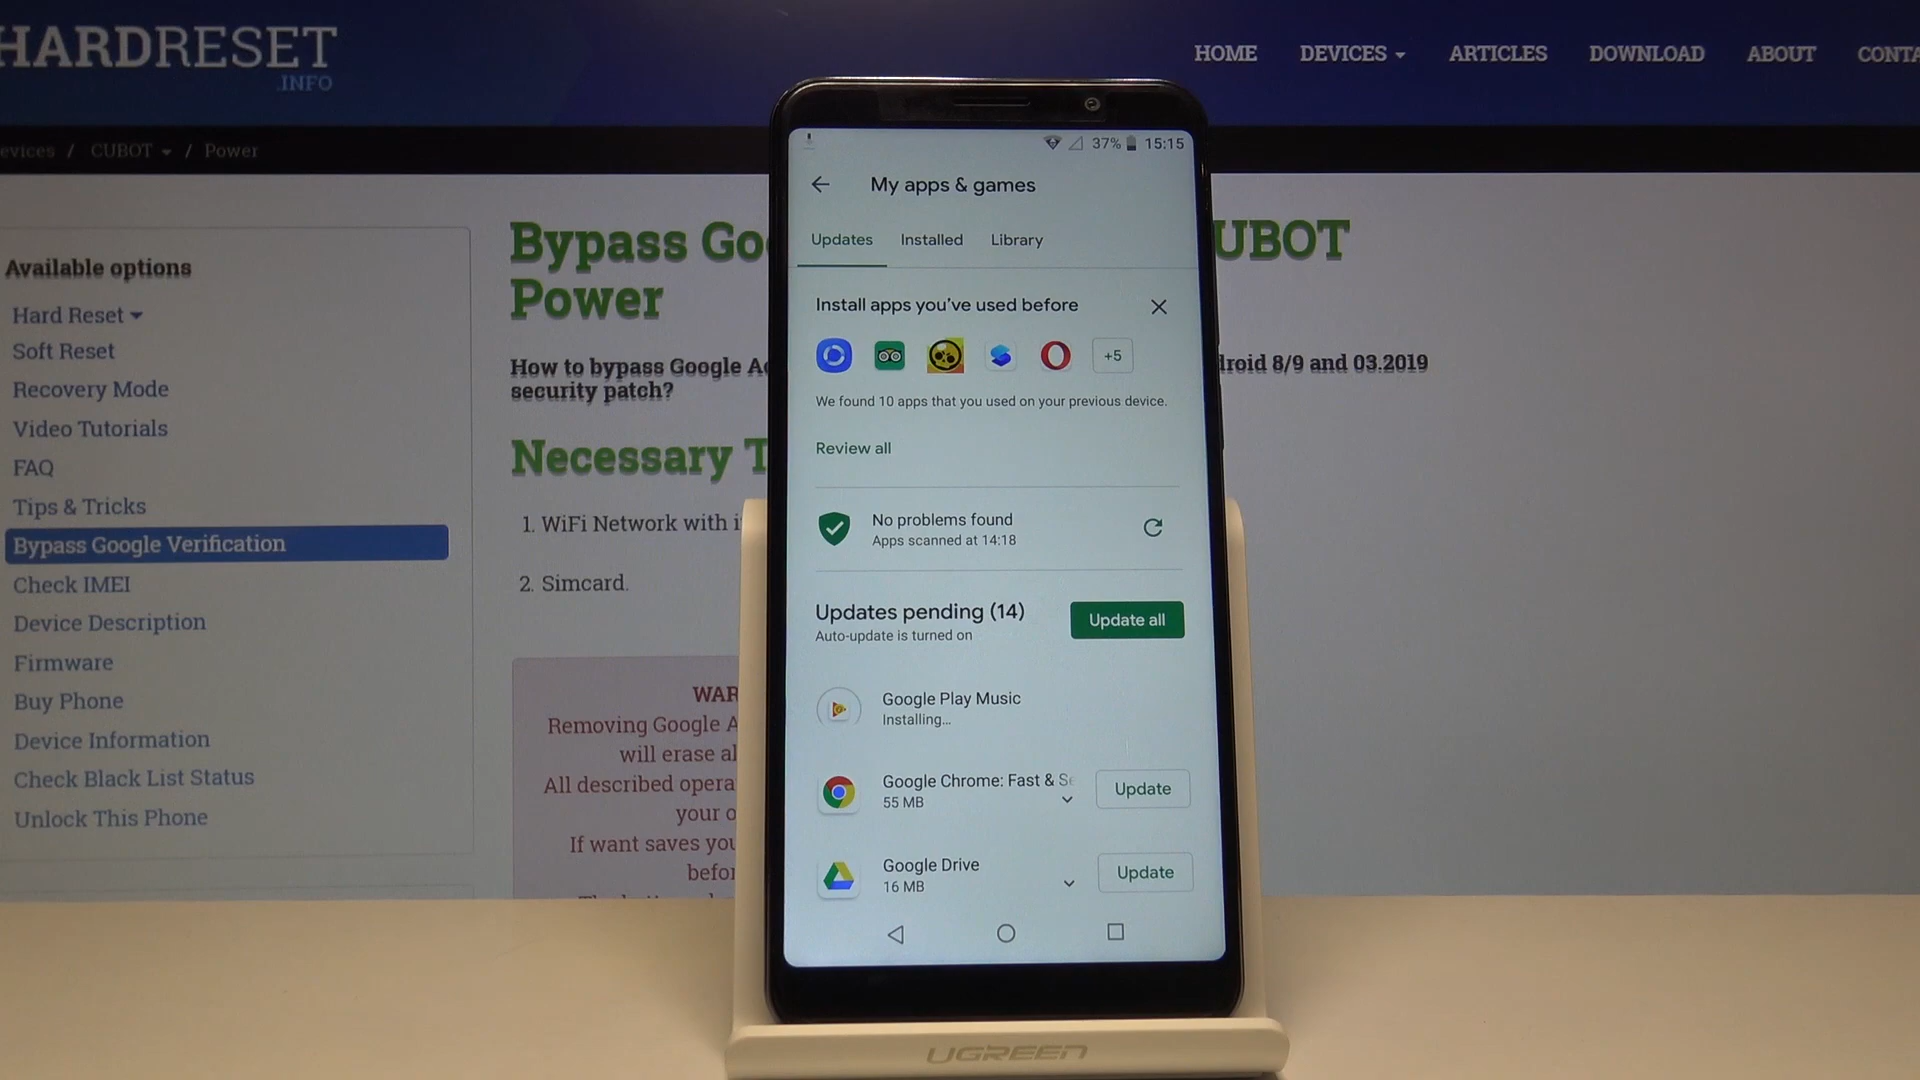 HARDRESET
.INFO
HOME DEVICES ARTICLES DOWNLOAD ABOUT CONTA
evices / CUBOT / Power
Available options
Hard Reset
Soft Reset
Recovery Mode
Video Tutorials
FAQ
Tips & Tricks
Bypass Google Verification
Check IMEI
Device Description
Firmware
Buy Phone
Device Information
Check Black List Status
Unlock This Phone
Bypass Goo UBOT
Power
How to bypass Google Ac droid 8/9 and 03.2019
security patch?
Necessary T
1. WiFi Network with i
2. Simcard.
WAR
Removing Google A
will erase al
All described opera
your o
If want saves you
befor
37% 15:15
My apps & games
Updates Installed Library
Install apps you've used before
+5
We found 10 apps that you used on your previous device.
Review all
No problems found
Apps scanned at 14:18
Updates pending (14)
Auto-update is turned on
Update all
Google Play Music
Installing...
Google Chrome: Fast & Se
55 MB
Update
Google Drive
16 MB
Update
UGREEN